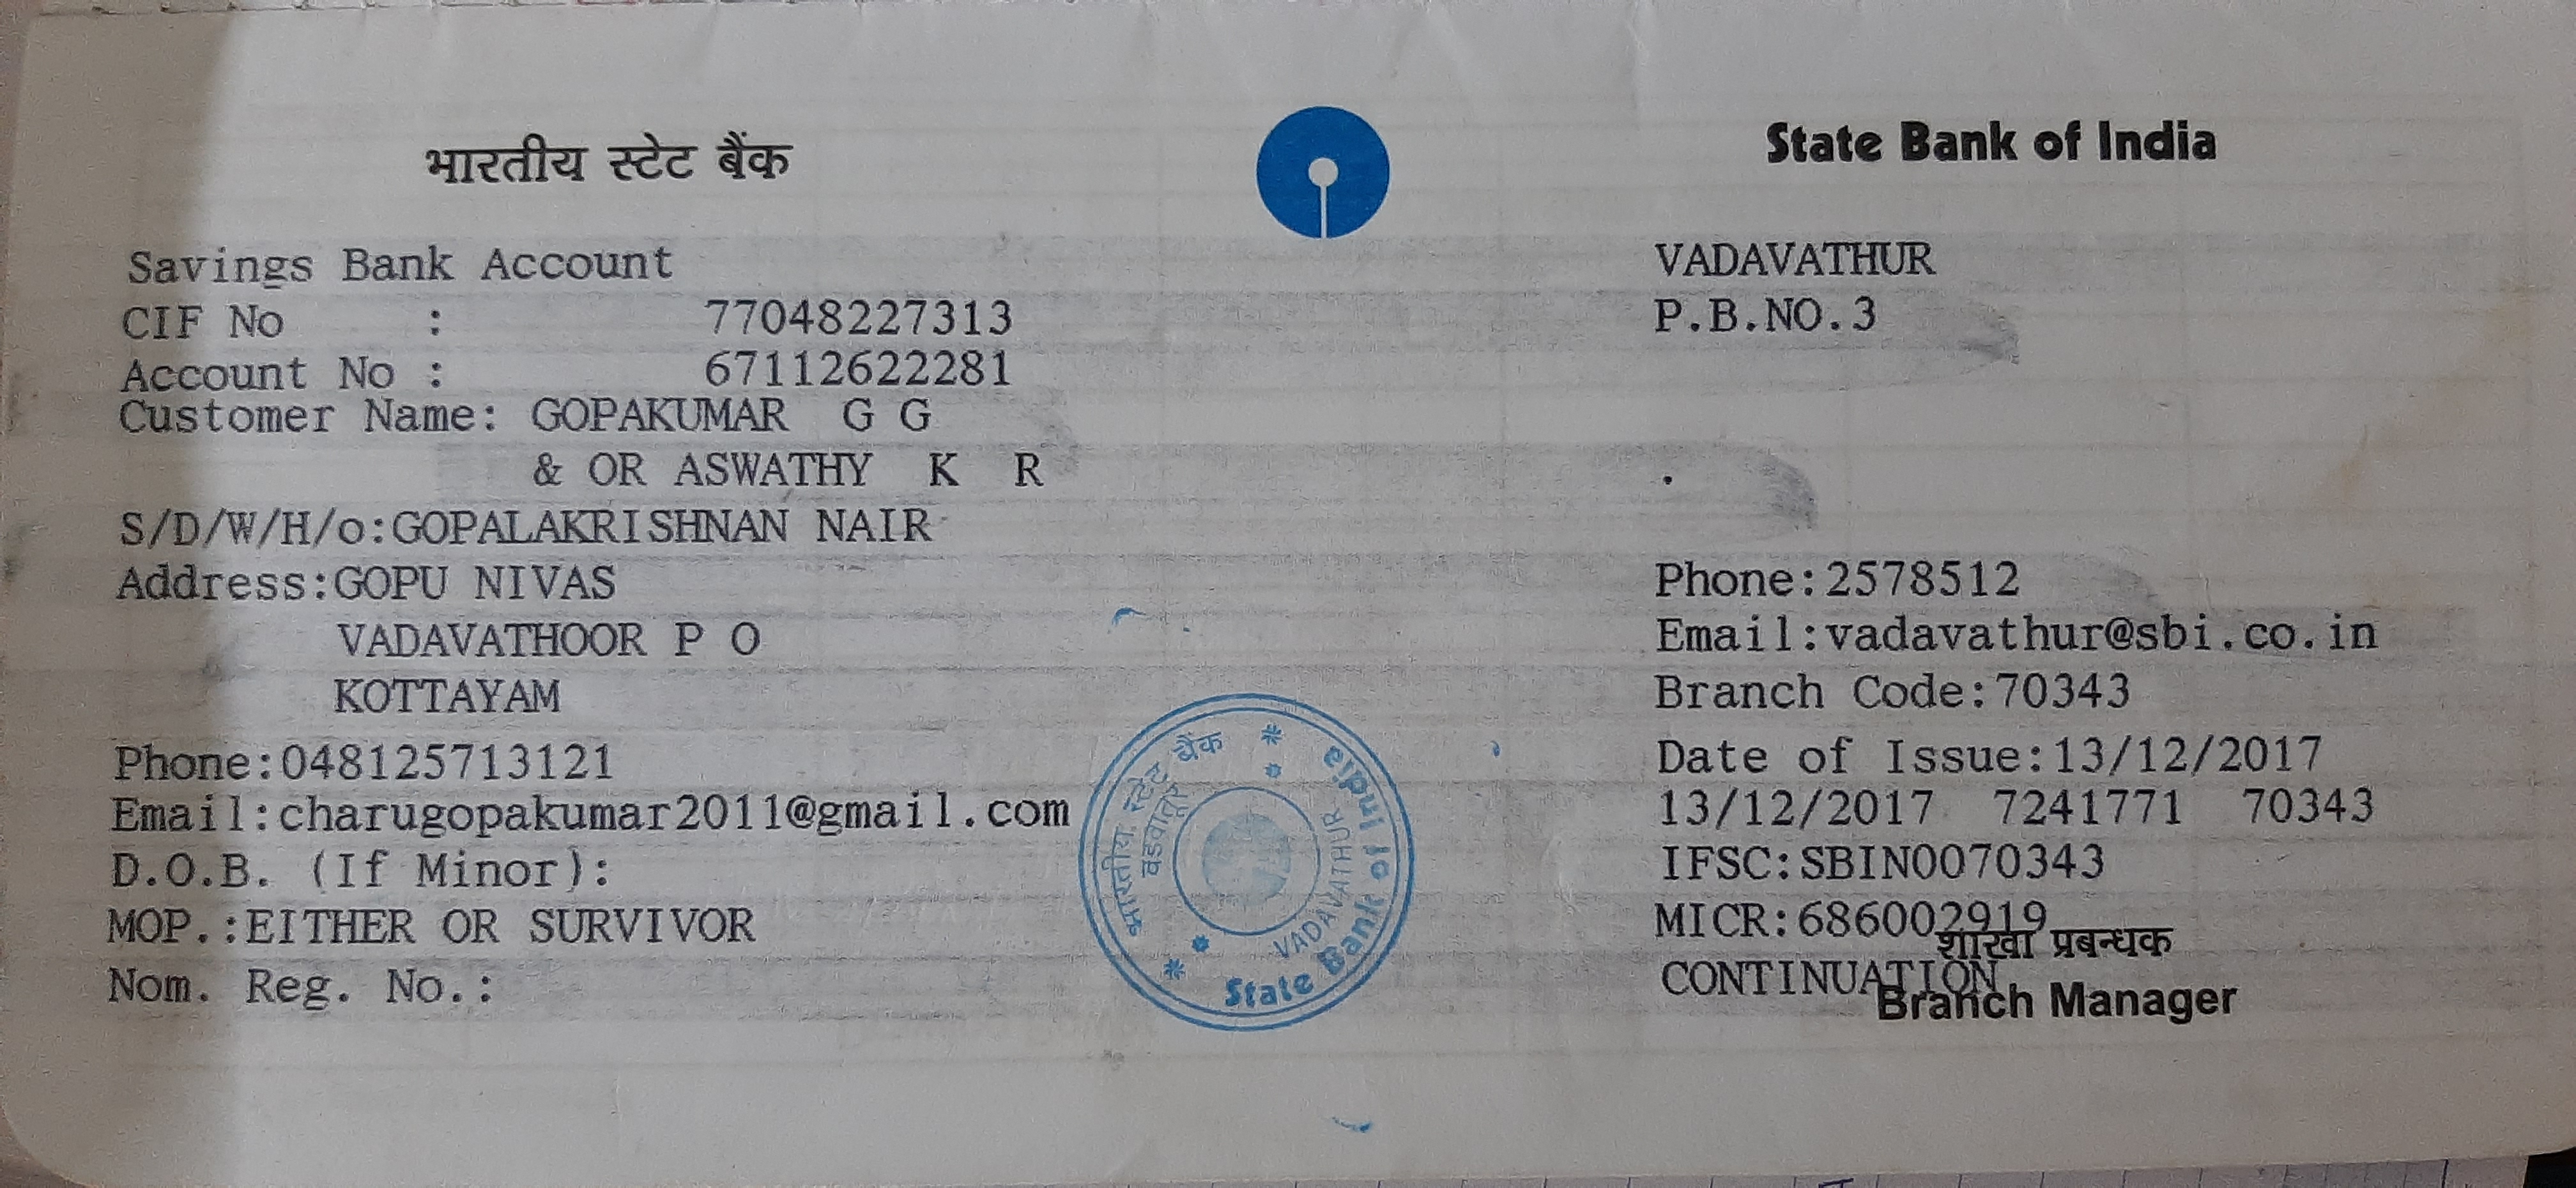 भारतीय स्टेट बैंक
State Bank of India
Savings Bank Account VADAVATHUR
CIF No : 77048227313 P.B.NO.3
Account No : 67112622281
Customer Name: GOPAKUMAR G G
& OR ASWATHY K R .
S/D/W/H/o:GOPALAKRISHNAN NAIR
Address:GOPU NIVAS Phone:2578512
VADAVATHOOR P O Email:vadavathur@sbi.co.in
KOTTAYAM Branch Code:70343
Phone:04812571312​1 Date of Issue:13/12/2017
Email:charugopakumar2011@gmail.com 13/12/2017 7241771 70343
D.O.B. (If Minor): IFSC:SBIN0070343
MOP.:EITHER OR SURVIVOR MICR:686002919
Nom. Reg. No.: CONTINUATION
शाखा प्रबन्धक
Branch Manager
भारतीय स्टेट बैंक
वडवातूर
VADAVATHUR
State Bank of India